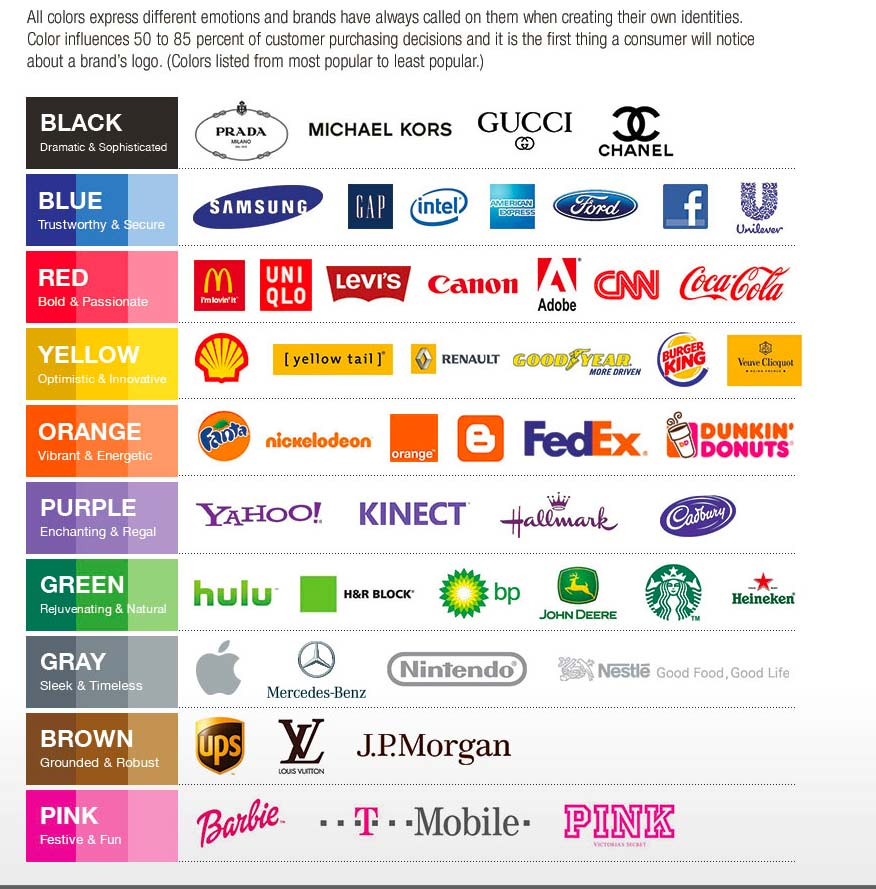 All colors express different emotions and brands have always called on them when creating their own identities.
Color influences 50 to 85 percent of customer purchasing decisions and it is the first thing a consumer will notice
about a brand's logo. (Colors listed from most popular to least popular.)
BLACK
Dramatic & Sophisticated
PRADA
MILANO
MICHAEL KORS
GUCCI
CHANEL
BLUE
Trustworthy & Secure
SAMSUNG
GAP
intel
AMERICAN
EXPRESS
Ford
f
Unilever
RED
Bold & Passionate
M
i'm lovin' it
UNI
QLO
LEVI'S
Canon
Adobe
CNN
Coca-Cola
YELLOW
Optimistic & Innovative
[ yellow tail ]®
RENAULT
GOODYEAR
MORE DRIVEN
BURGER
KING
Veuve Clicquot
ORANGE
Vibrant & Energetic
Fanta
nickelodeon
orange™
B
FedEx®
DUNKIN'
DONUTS
DD
PURPLE
Enchanting & Regal
YAHOO!
KINECT
Hallmark
Cadbury
GREEN
Rejuvenating & Natural
hulu
H&R BLOCK®
bp
JOHN DEERE
TM
Heineken
GRAY
Sleek & Timeless
Mercedes-Benz
Nintendo®
Nestlé Good Food, Good Life
BROWN
Grounded & Robust
ups
LV
LOUIS VUITTON
J.P.Morgan
PINK
Festive & Fun
Barbie
T··Mobile·
PINK
VICTORIA'S SECRET